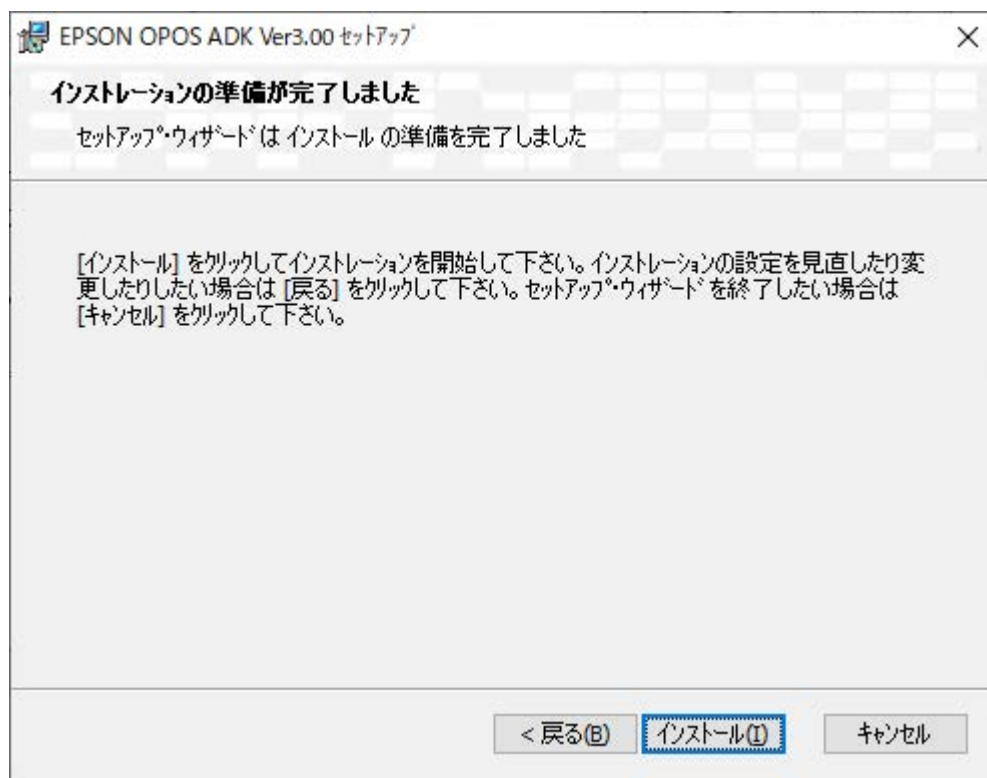 EPSON OPOS ADK Ver3.00 ｾｯﾄｱｯﾌﾟ
インストレーションの準備が完了しました
セットアップ・ウィザードは インストール の準備を完了しました
[インストール] をクリックしてインストレーションを開始して下さい。インストレーションの設定を見直したり変
更したりしたい場合は [戻る] をクリックして下さい。セットアップ・ウィザードを終了したい場合は
[キャンセル] をクリックして下さい。
< 戻る(B) インストール(I) キャンセル